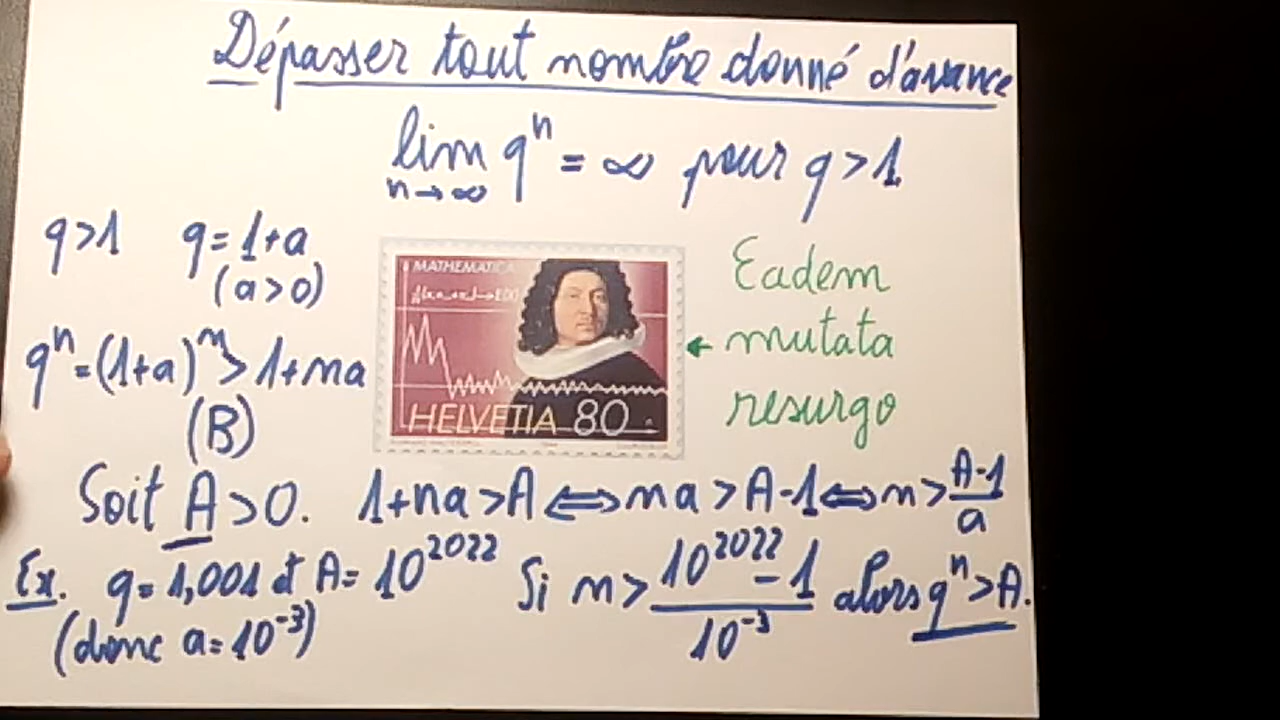 Dépasser tout nombre donné d'avance
lim qⁿ = ∞ pour q > 1
n → ∞
q > 1 q = 1 + a
(a > 0)
qⁿ = (1+a)ⁿ > 1 + na
(B)
MATHEMATICA
HELVETIA 80
Eadem
← mutata
resurgo
Soit A > 0. 1 + na > A ⟺ na > A - 1 ⟺ n > (A - 1)/a
Ex. q = 1,001 et A = 10²⁰²² Si n > (10²⁰²² - 1)/10⁻³ alors qⁿ > A.
(donc a = 10⁻³)